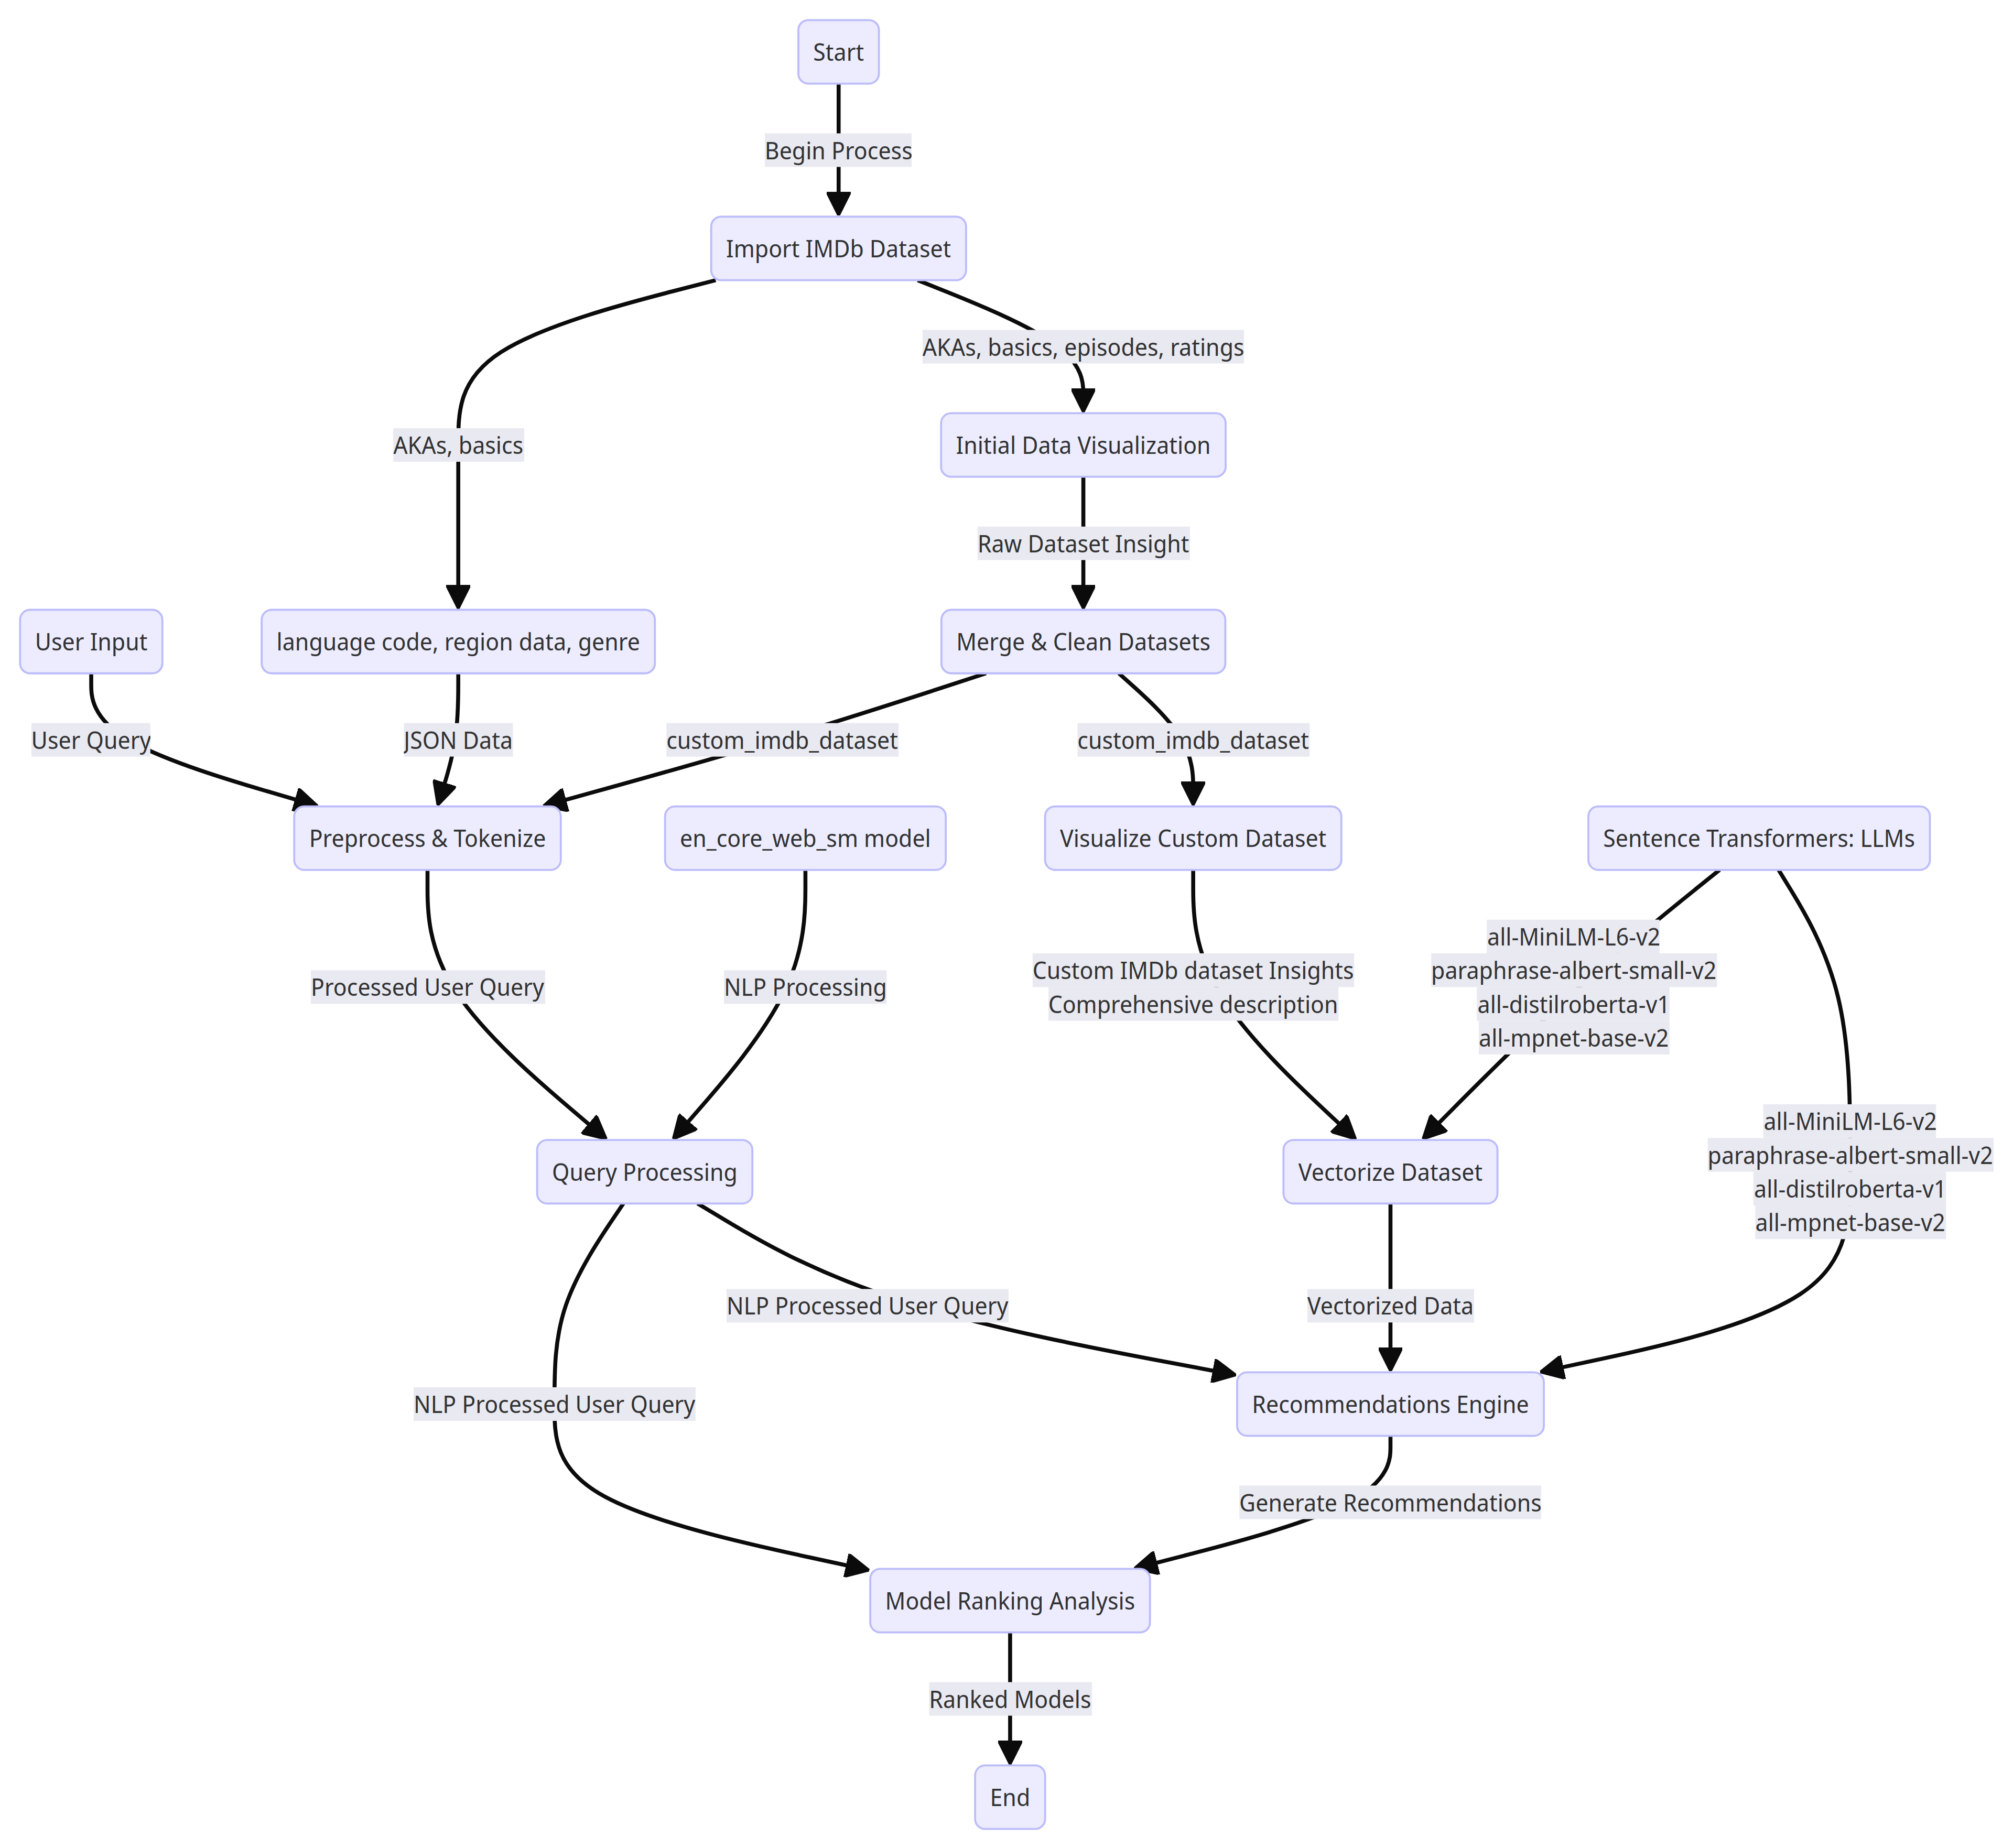 Start
Begin Process
Import IMDb Dataset
AKAs, basics, episodes, ratings
AKAs, basics
Initial Data Visualization
Raw Dataset Insight
User Input
language code, region data, genre
Merge & Clean Datasets
User Query
JSON Data
custom_imdb_dataset
custom_imdb_dataset
Preprocess & Tokenize
en_core_web_sm model
Visualize Custom Dataset
Sentence Transformers: LLMs
Processed User Query
NLP Processing
Custom IMDb dataset Insights
Comprehensive description
all-MiniLM-L6-v2
paraphrase-albert-small-v2
all-distilroberta-v1
all-mpnet-base-v2
all-MiniLM-L6-v2
paraphrase-albert-small-v2
all-distilroberta-v1
all-mpnet-base-v2
Query Processing
Vectorize Dataset
NLP Processed User Query
Vectorized Data
NLP Processed User Query
Recommendations Engine
Generate Recommendations
Model Ranking Analysis
Ranked Models
End